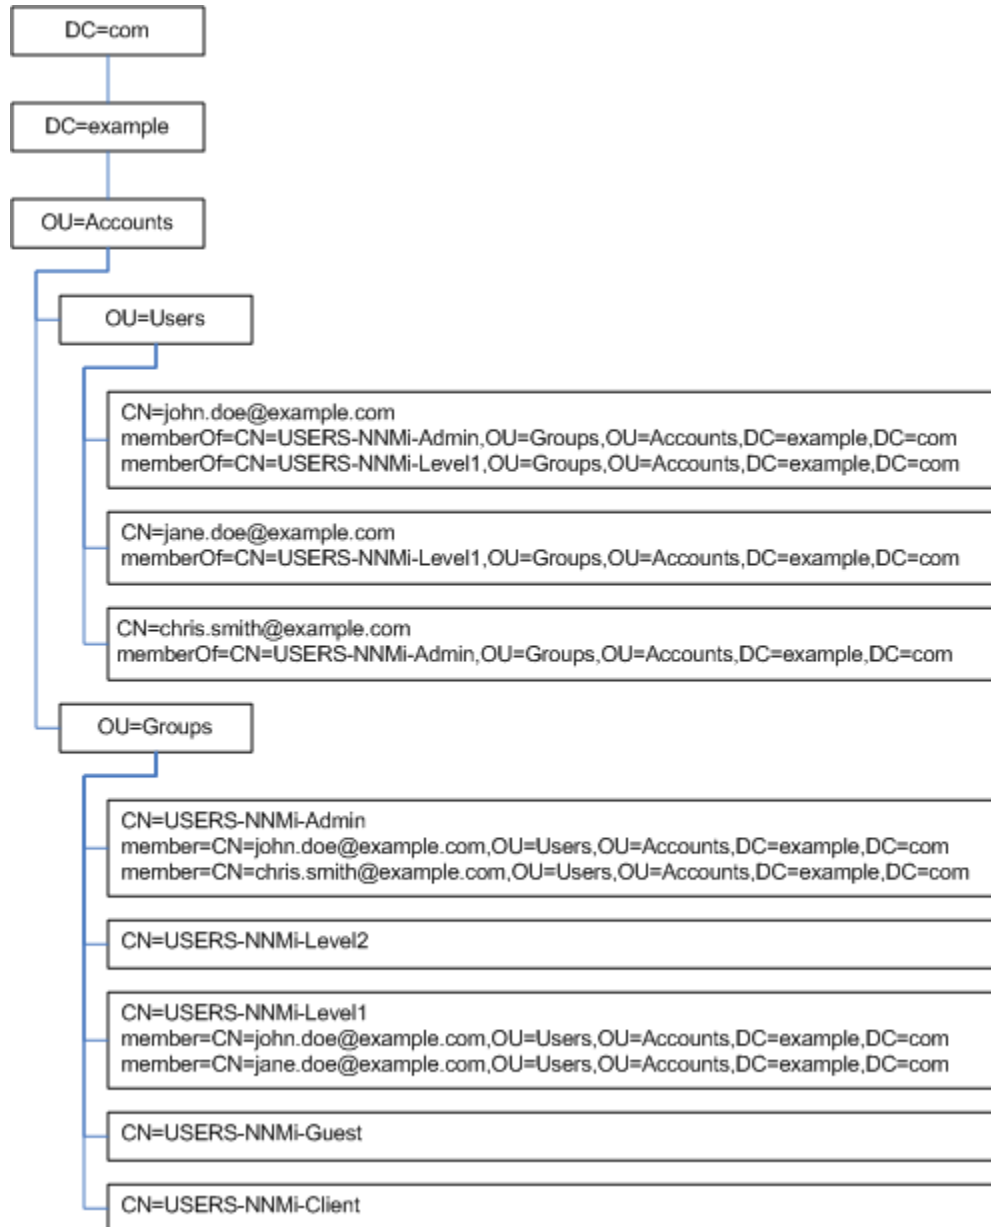 DC=com
DC=example
OU=Accounts
OU=Users
CN=john.doe@example.com
memberOf=CN=USERS-NNMi-Admin,OU=Groups,OU=Accounts,DC=example,DC=com
memberOf=CN=USERS-NNMi-Level1,OU=Groups,OU=Accounts,DC=example,DC=com
CN=jane.doe@example.com
memberOf=CN=USERS-NNMi-Level1,OU=Groups,OU=Accounts,DC=example,DC=com
CN=chris.smith@example.com
memberOf=CN=USERS-NNMi-Admin,OU=Groups,OU=Accounts,DC=example,DC=com
OU=Groups
CN=USERS-NNMi-Admin
member=CN=john.doe@example.com,OU=Users,OU=Accounts,DC=example,DC=com
member=CN=chris.smith@example.com,OU=Users,OU=Accounts,DC=example,DC=com
CN=USERS-NNMi-Level2
CN=USERS-NNMi-Level1
member=CN=john.doe@example.com,OU=Users,OU=Accounts,DC=example,DC=com
member=CN=jane.doe@example.com,OU=Users,OU=Accounts,DC=example,DC=com
CN=USERS-NNMi-Guest
CN=USERS-NNMi-Client